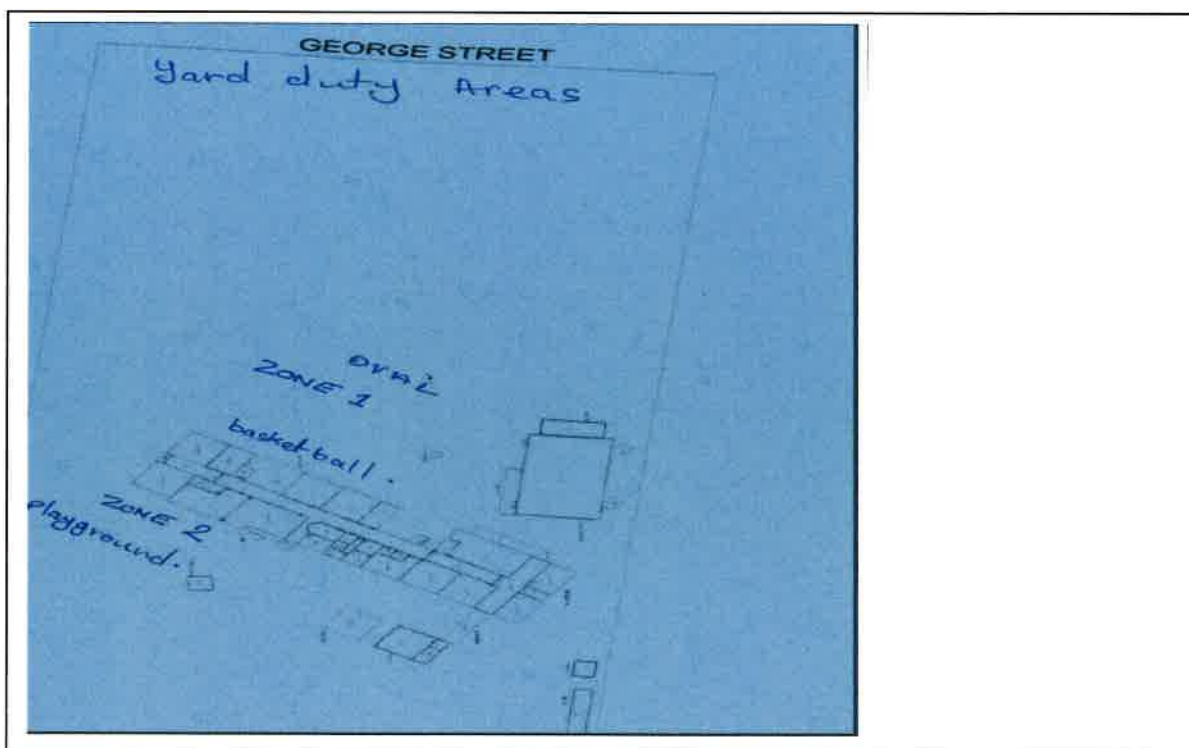 GEORGE STREET
Yard duty Areas
OVAL
ZONE 1
basketball.
ZONE 2
playground.